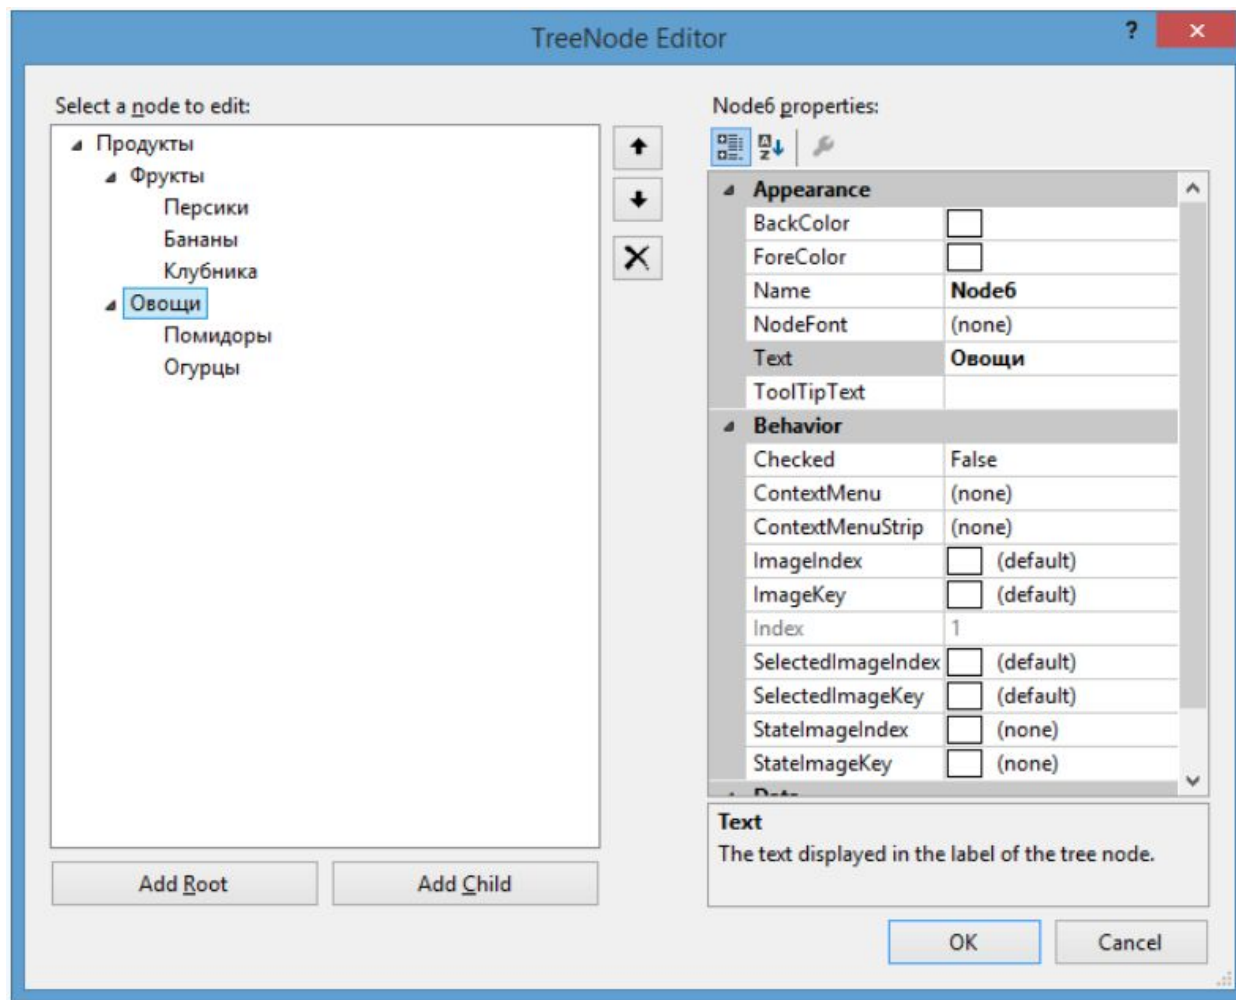 TreeNode Editor
?
Select a node to edit:
Продукты
Фрукты
Персики
Бананы
Клубника
Овощи
Помидоры
Огурцы
Add Root
Add Child
Node6 properties:
Appearance
BackColor
ForeColor
Name Node6
NodeFont (none)
Text Овощи
ToolTipText
Behavior
Checked False
ContextMenu (none)
ContextMenuStrip (none)
ImageIndex (default)
ImageKey (default)
Index 1
SelectedImageIndex (default)
SelectedImageKey (default)
StateImageIndex (none)
StateImageKey (none)
Data
Text
The text displayed in the label of the tree node.
OK
Cancel